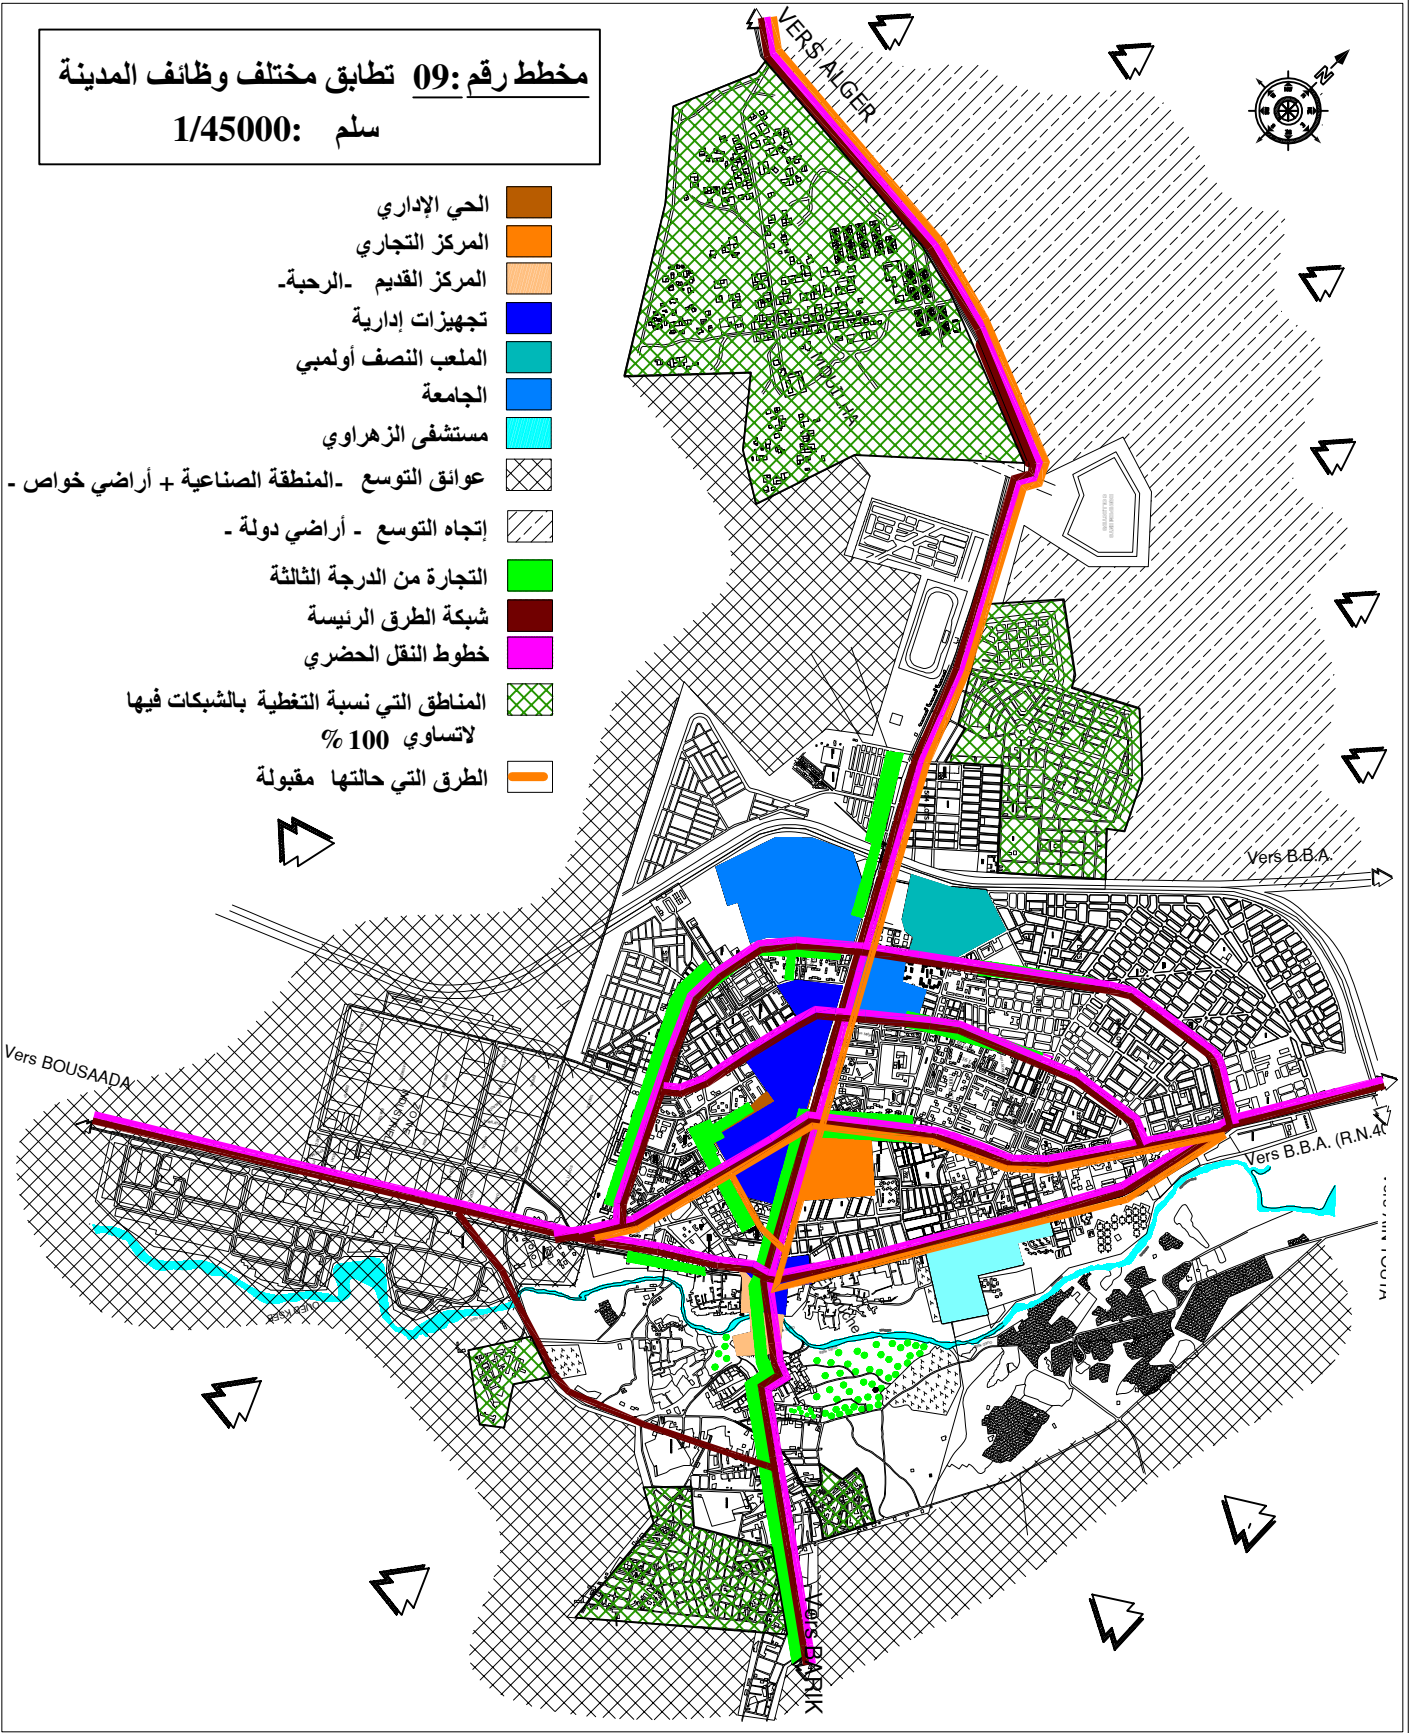 مخطط رقم :09 تطابق مختلف وظائف المدينة
سلم :1/45000
الحي الإداري
المركز التجاري
المركز القديم -الرحبة-
تجهيزات إدارية
الملعب النصف أولمبي
الجامعة
مستشفى الزهراوي
عوائق التوسع -المنطقة الصناعية + أراضي خواص -
إتجاه التوسع - أراضي دولة -
التجارة من الدرجة الثالثة
شبكة الطرق الرئيسة
خطوط النقل الحضري
المناطق التي نسبة التغطية بالشبكات فيها
لاتساوي 100 %
الطرق التي حالتها مقبولة
VERS ALGER
N
Vers B.B.A.
Vers BOUSAADA
Vers B.B.A. (R.N.4
Vers BARIK